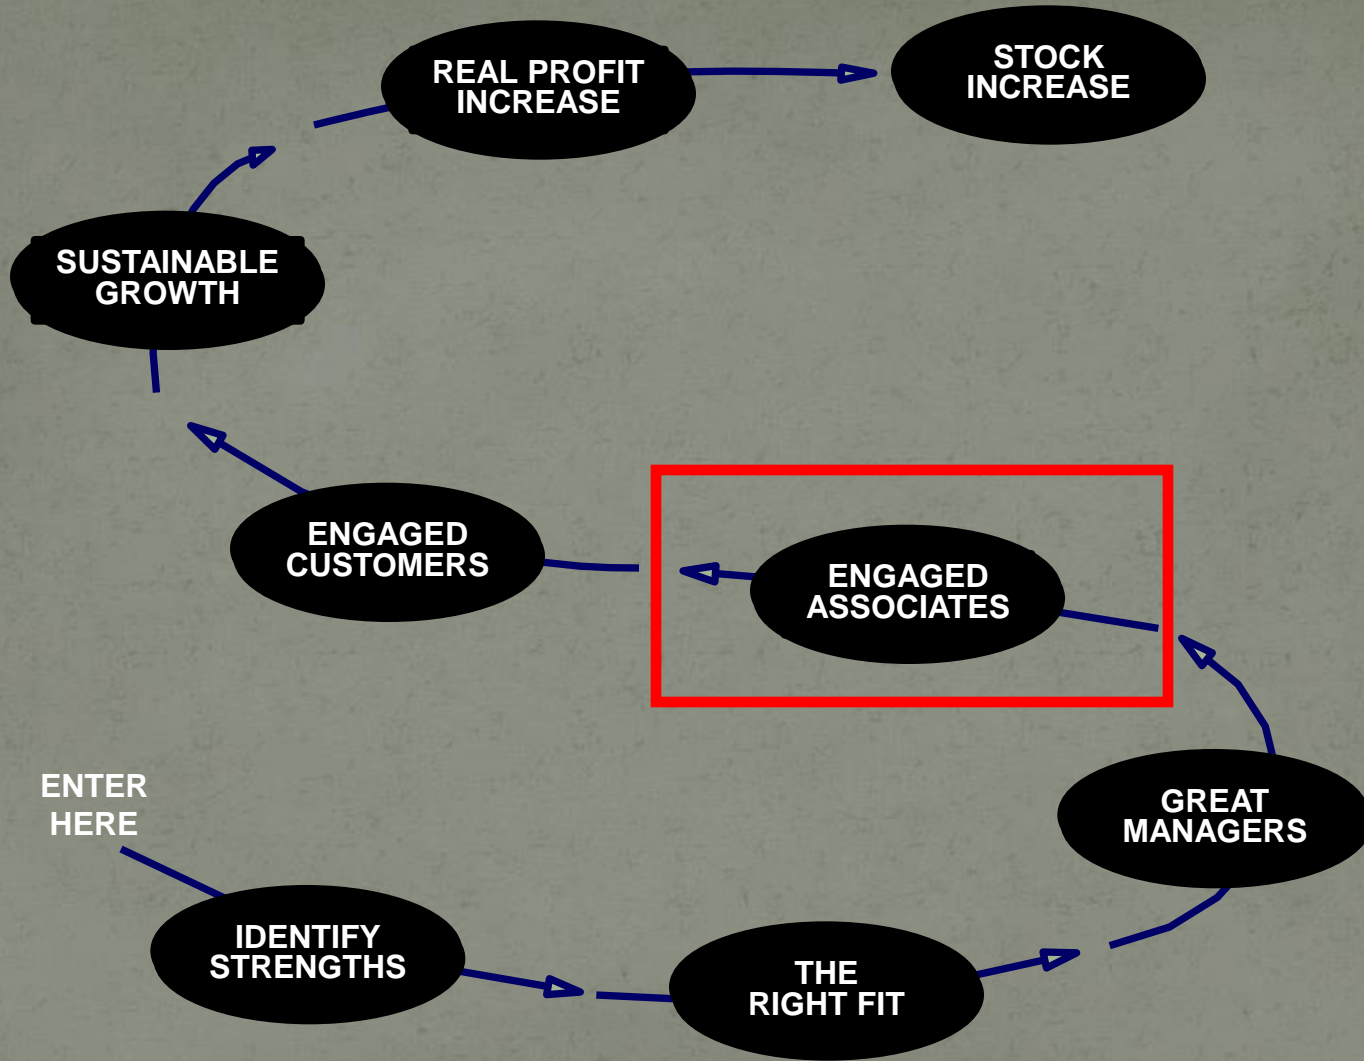 REAL PROFIT
INCREASE
STOCK
INCREASE
SUSTAINABLE
GROWTH
ENGAGED
CUSTOMERS
ENGAGED
ASSOCIATES
ENTER
HERE
GREAT
MANAGERS
IDENTIFY
STRENGTHS
THE
RIGHT FIT